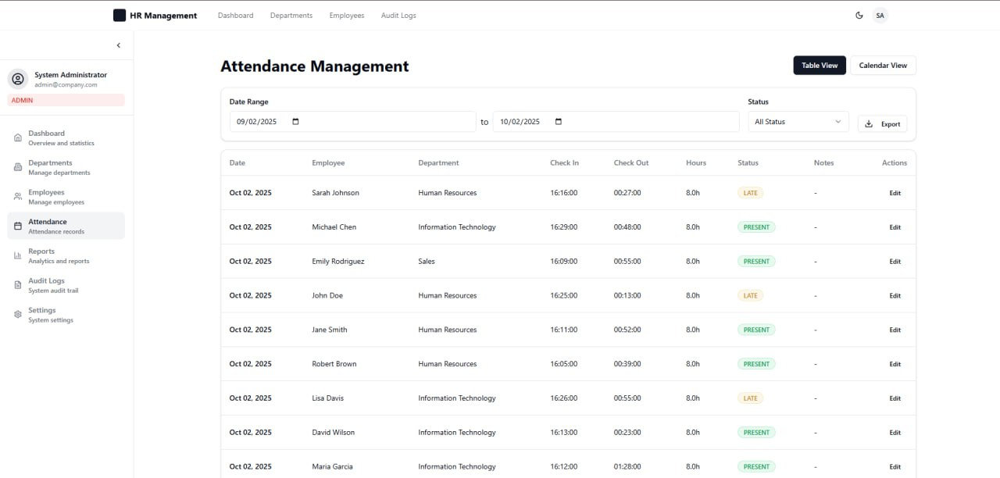 HR Management Dashboard Departments Employees Audit Logs SA
System Administrator
admin@company.com
ADMIN
Dashboard
Overview and statistics
Departments
Manage departments
Employees
Manage employees
Attendance
Attendance records
Reports
Analytics and reports
Audit Logs
System audit trail
Settings
System settings
Attendance Management Table View Calendar View
Date Range Status
09/02/2025 to 10/02/2025 All Status Export
Date Employee Department Check In Check Out Hours Status Notes Actions
Oct 02, 2025 Sarah Johnson Human Resources 16:16:00 00:27:00 8.0h LATE - Edit
Oct 02, 2025 Michael Chen Information Technology 16:29:00 00:48:00 8.0h PRESENT - Edit
Oct 02, 2025 Emily Rodriguez Sales 16:09:00 00:55:00 8.0h PRESENT - Edit
Oct 02, 2025 John Doe Human Resources 16:25:00 00:13:00 8.0h LATE - Edit
Oct 02, 2025 Jane Smith Human Resources 16:11:00 00:52:00 8.0h PRESENT - Edit
Oct 02, 2025 Robert Brown Human Resources 16:05:00 00:39:00 8.0h PRESENT - Edit
Oct 02, 2025 Lisa Davis Information Technology 16:26:00 00:55:00 8.0h LATE - Edit
Oct 02, 2025 David Wilson Information Technology 16:13:00 00:23:00 8.0h PRESENT - Edit
Oct 02, 2025 Maria Garcia Information Technology 16:12:00 01:28:00 8.0h PRESENT - Edit